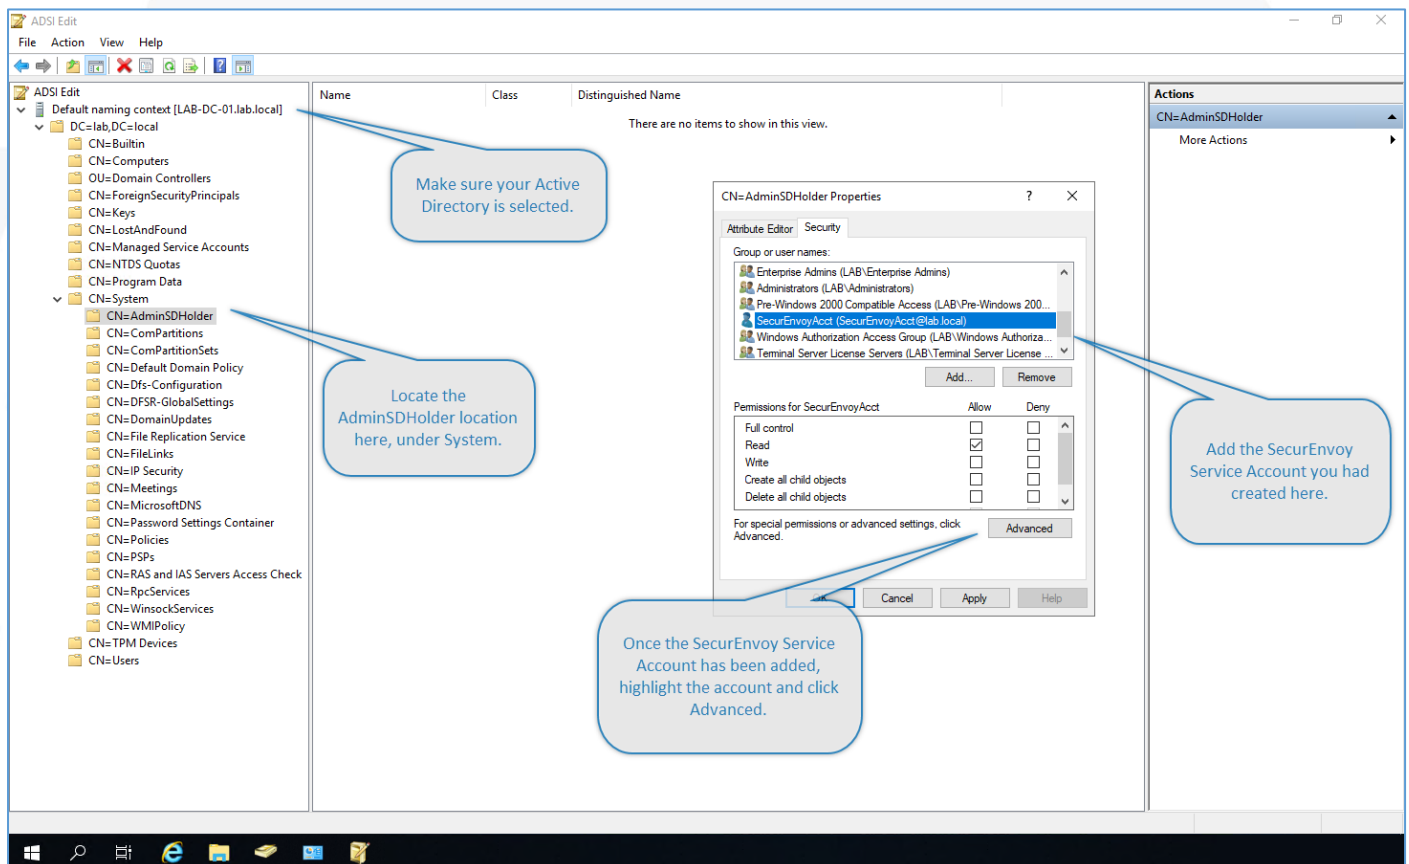 ADSI Edit
File Action View Help
ADSI Edit
Default naming context [LAB-DC-01.lab.local]
DC=lab,DC=local
CN=Builtin
CN=Computers
OU=Domain Controllers
CN=ForeignSecurityPrincipals
CN=Keys
CN=LostAndFound
CN=Managed Service Accounts
CN=NTDS Quotas
CN=Program Data
CN=System
CN=AdminSDHolder
CN=ComPartitions
CN=ComPartitionSets
CN=Default Domain Policy
CN=Dfs-Configuration
CN=DFSR-GlobalSettings
CN=DomainUpdates
CN=File Replication Service
CN=FileLinks
CN=IP Security
CN=Meetings
CN=MicrosoftDNS
CN=Password Settings Container
CN=Policies
CN=PSPs
CN=RAS and IAS Servers Access Check
CN=RpcServices
CN=WinsockServices
CN=WMIPolicy
CN=TPM Devices
CN=Users
Name Class Distinguished Name
There are no items to show in this view.
Make sure your Active
Directory is selected.
Locate the
AdminSDHolder location
here, under System.
CN=AdminSDHolder Properties ?
Attribute Editor Security
Group or user names:
Enterprise Admins (LAB\Enterprise Admins)
Administrators (LAB\Administrators)
Pre-Windows 2000 Compatible Access (LAB\Pre-Windows 200...
SecurEnvoyAcct (SecurEnvoyAcct@lab.local)
Windows Authorization Access Group (LAB\Windows Authoriza...
Terminal Server License Servers (LAB\Terminal Server License ...
Add... Remove
Permissions for SecurEnvoyAcct Allow Deny
Full control
Read
Write
Create all child objects
Delete all child objects
For special permissions or advanced settings, click
Advanced.
Advanced
Cancel Apply Help
Once the SecurEnvoy Service
Account has been added,
highlight the account and click
Advanced.
Add the SecurEnvoy
Service Account you had
created here.
Actions
CN=AdminSDHolder
More Actions